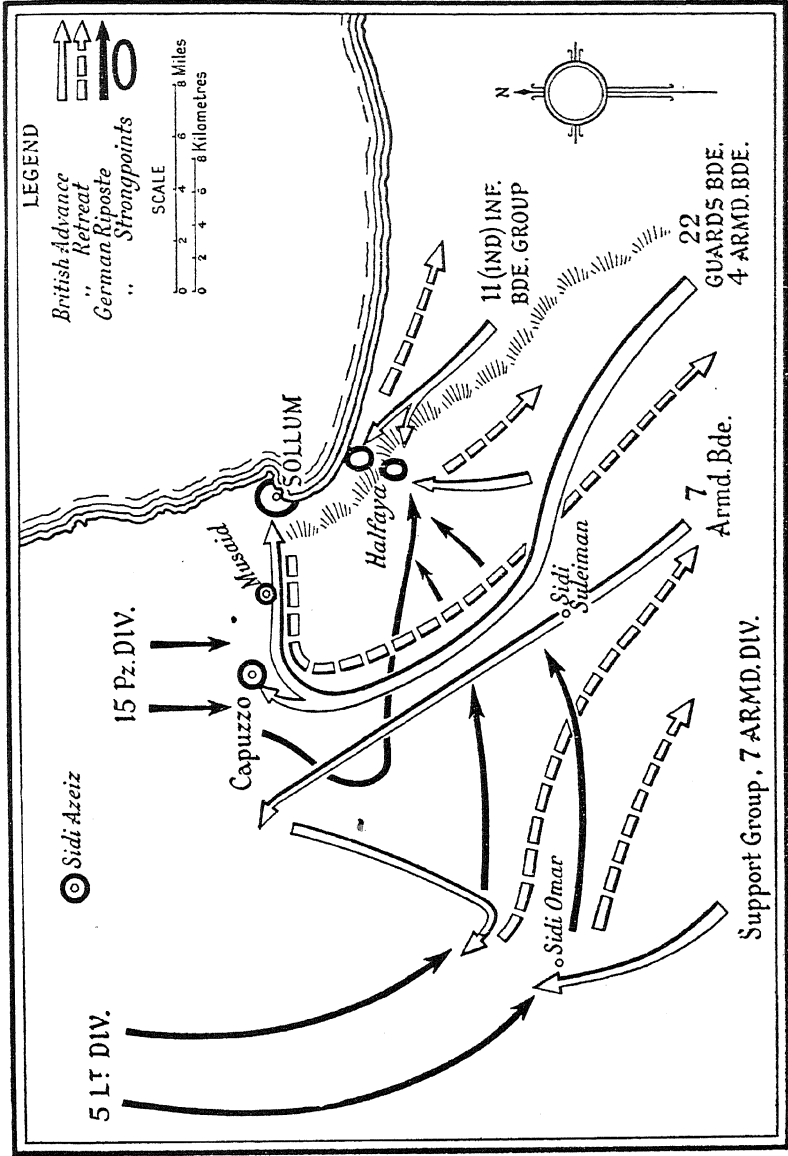 LEGEND
British Advance
,, Retreat
German Riposte
,, Strongpoints
SCALE
0 2 4 6 8 Miles
0 2 4 6 8 Kilometres
N
5 LT. DIV.
Sidi Azeiz
15 Pz. DIV.
Capuzzo
Musaid
SOLLUM
Halfaya
11 (IND) INF.
BDE. GROUP
22
GUARDS BDE.
4 ARMD. BDE.
Sidi
Suleiman
7
Armd. Bde.
Sidi Omar
Support Group, 7 ARMD. DIV.